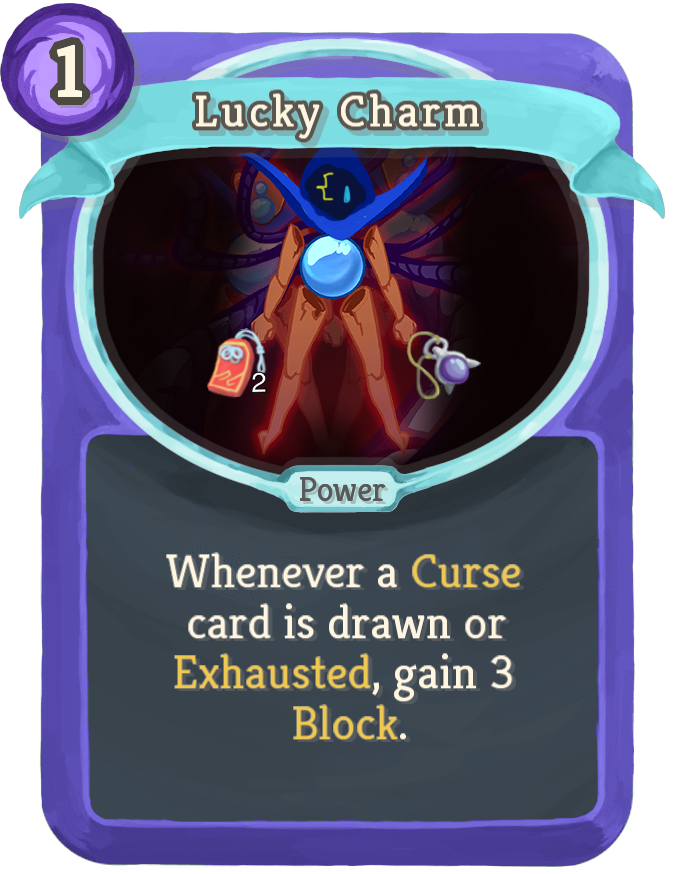 1
Lucky Charm
2
Power
Whenever a Curse
card is drawn or
Exhausted, gain 3
Block.